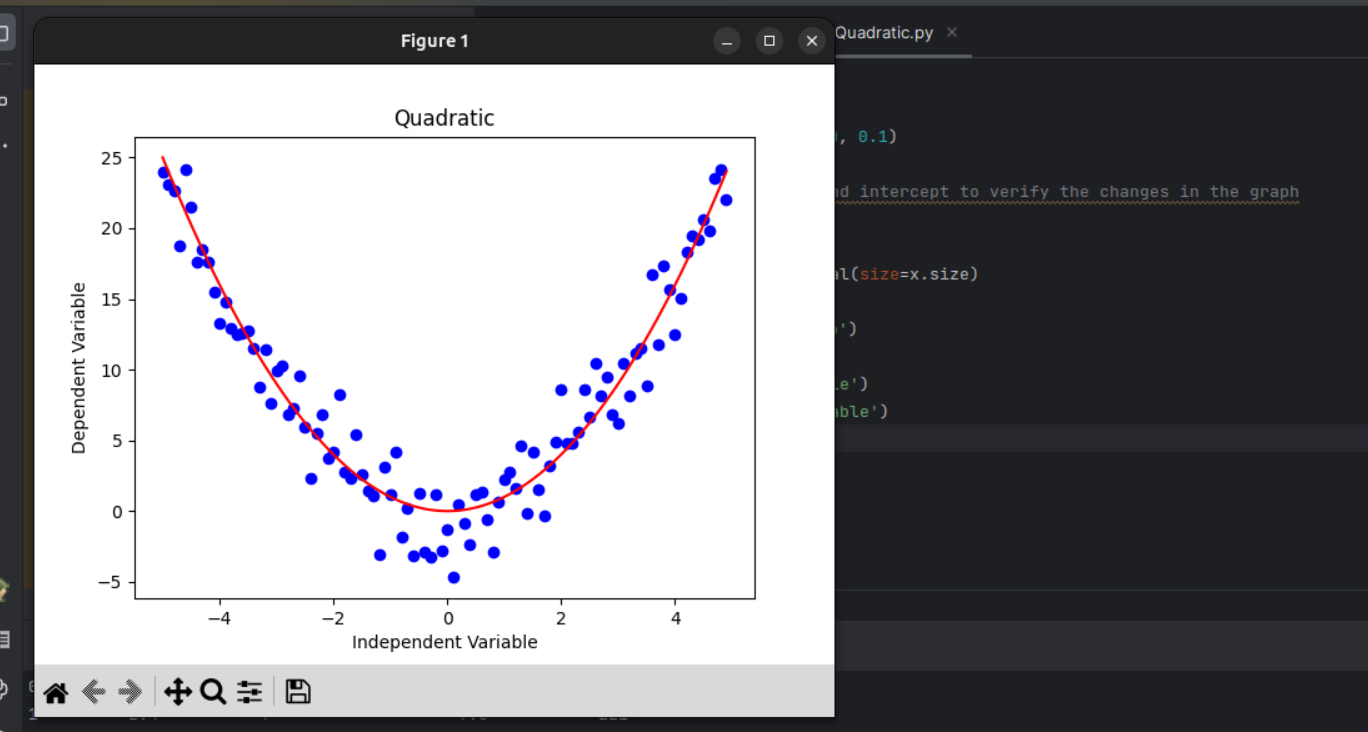 Figure 1
Quadratic.py
Quadratic
25
20
15
10
5
0
−5
−4
−2
0
2
4
Dependent Variable
Independent Variable
, 0.1)
nd intercept to verify the changes in the graph
al(size=x.size)
')
le')
able')